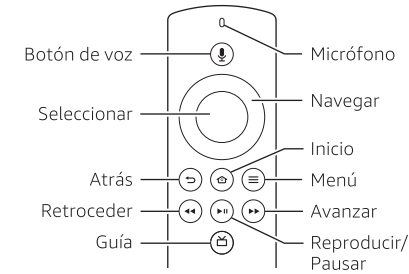 Botón de voz
Micrófono
Seleccionar
Navegar
Inicio
Atrás
Menú
Retroceder
Avanzar
Guía
Reproducir/
Pausar